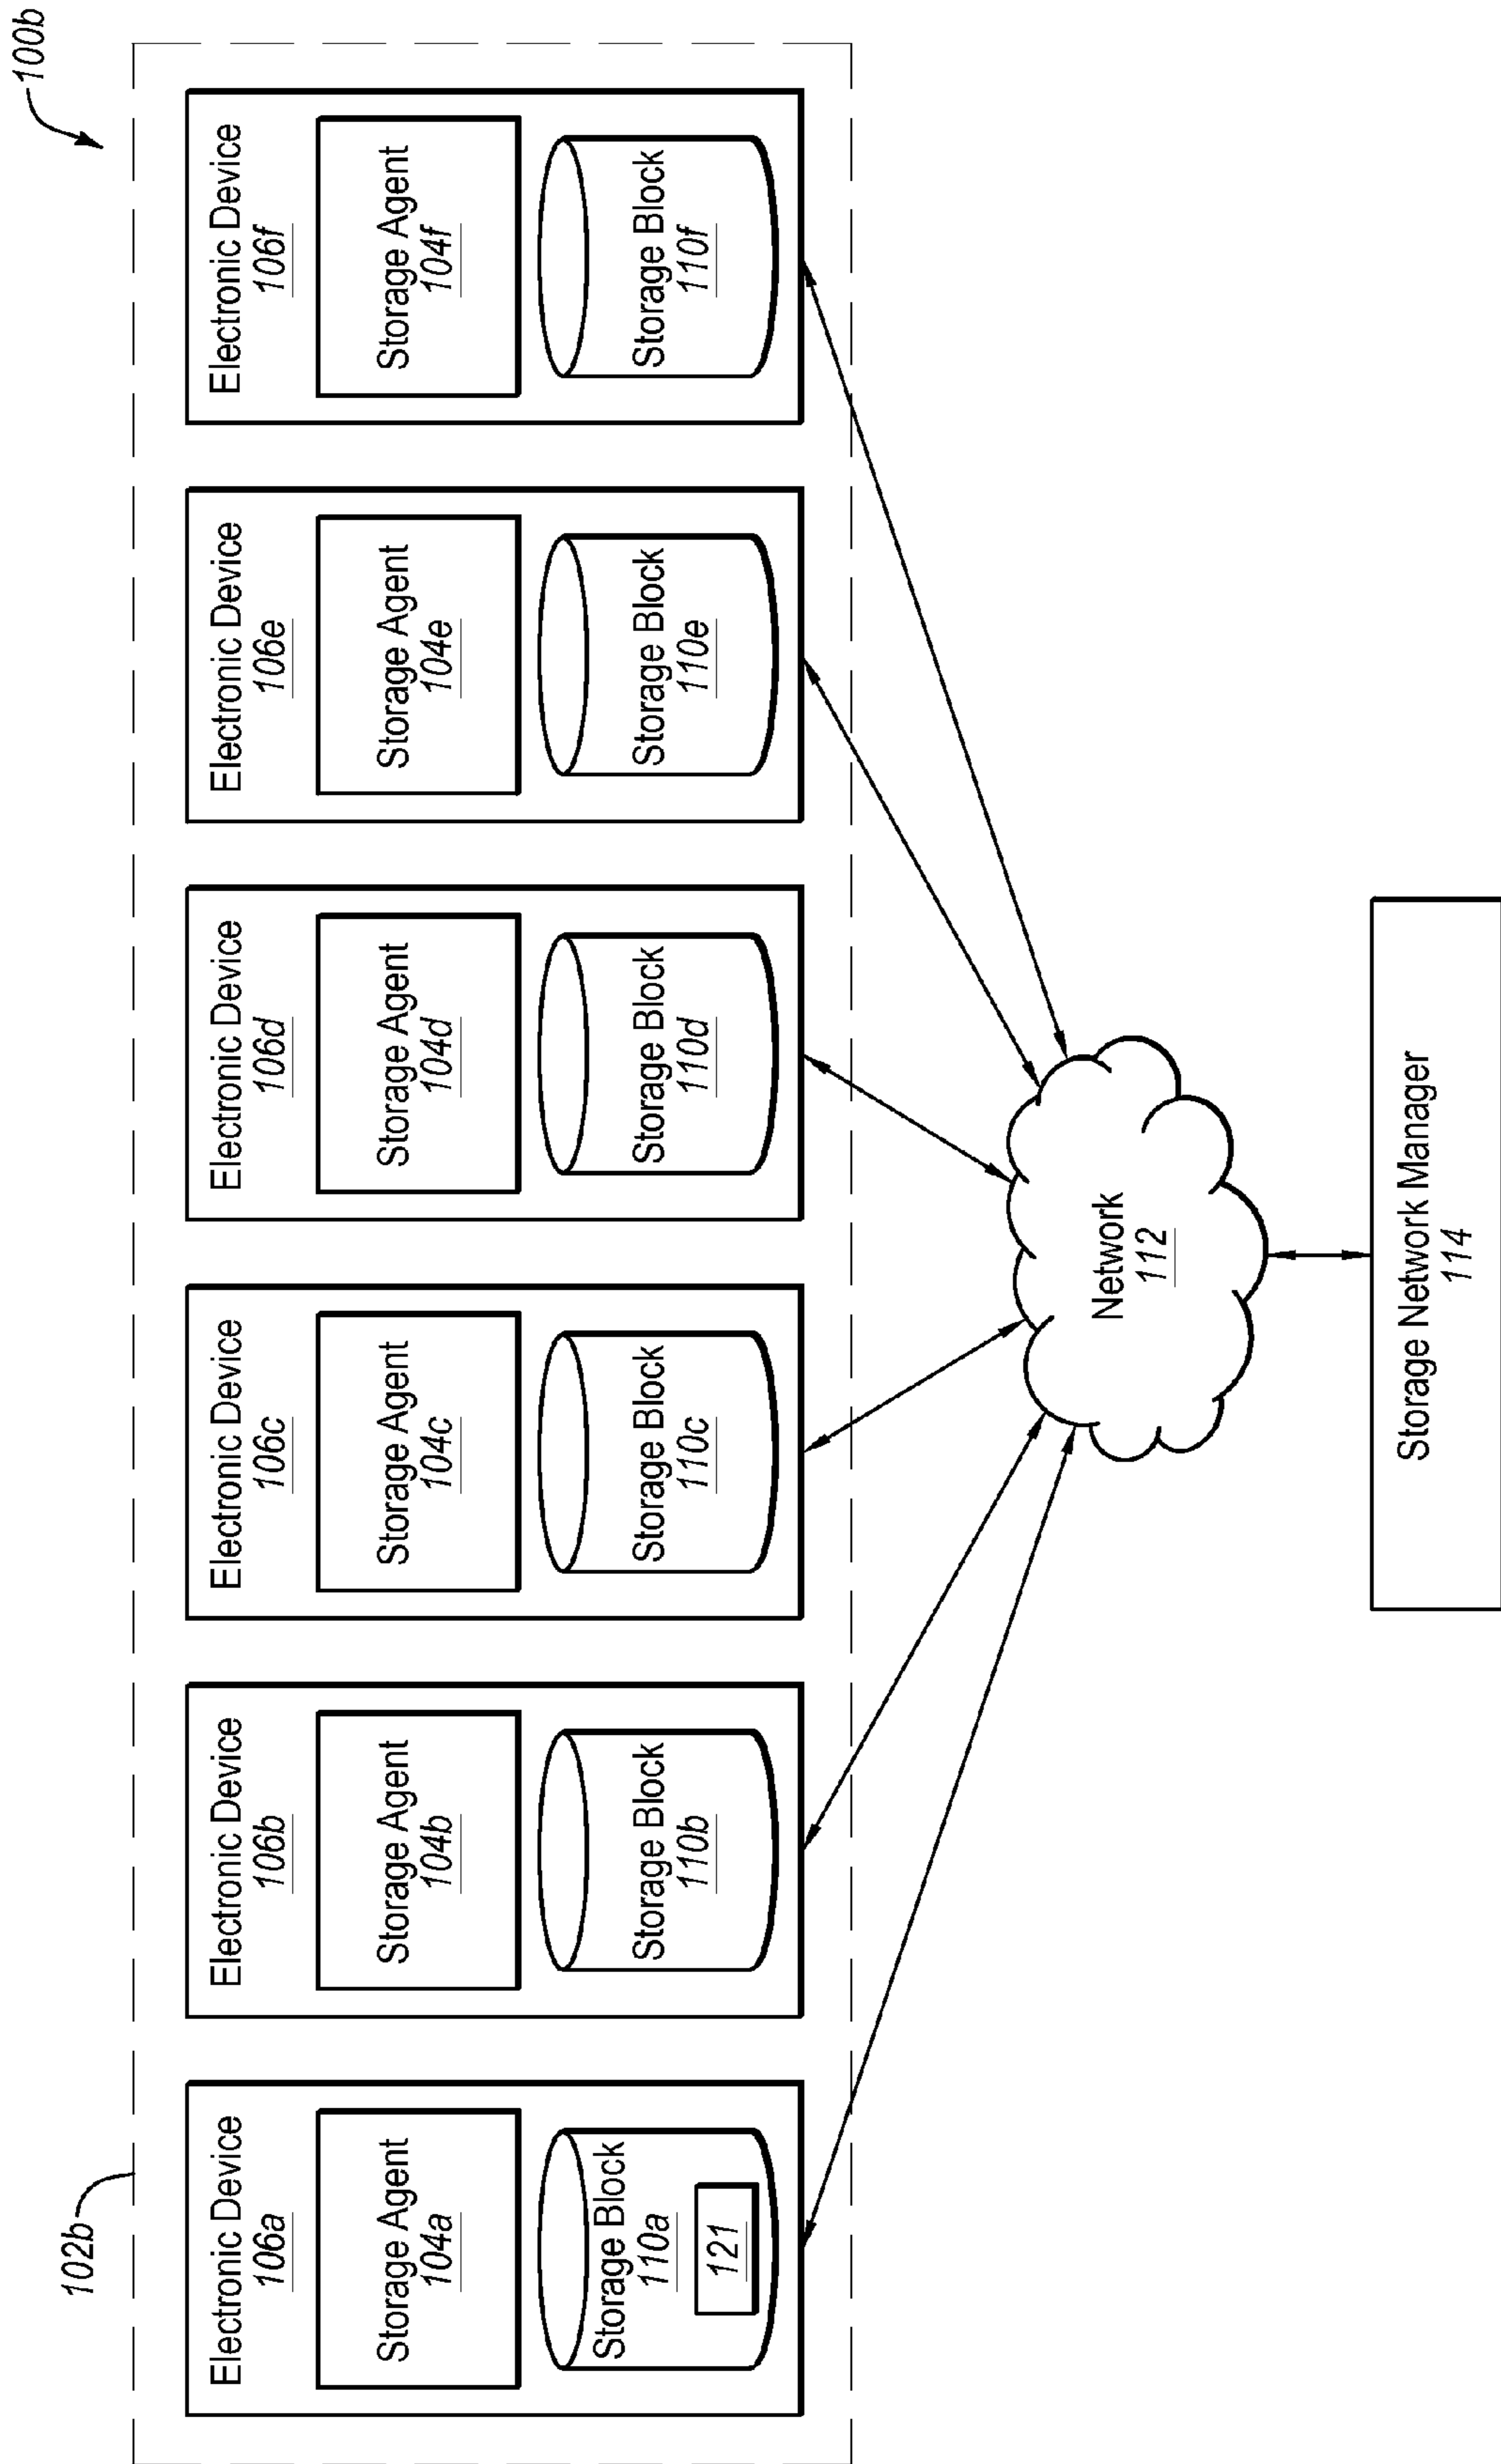 100b
102b
Electronic Device
106a
Storage Agent
104a
Storage Block
110a
121
Electronic Device
106b
Storage Agent
104b
Storage Block
110b
Electronic Device
106c
Storage Agent
104c
Storage Block
110c
Electronic Device
106d
Storage Agent
104d
Storage Block
110d
Electronic Device
106e
Storage Agent
104e
Storage Block
110e
Electronic Device
106f
Storage Agent
104f
Storage Block
110f
Network
112
Storage Network Manager
114